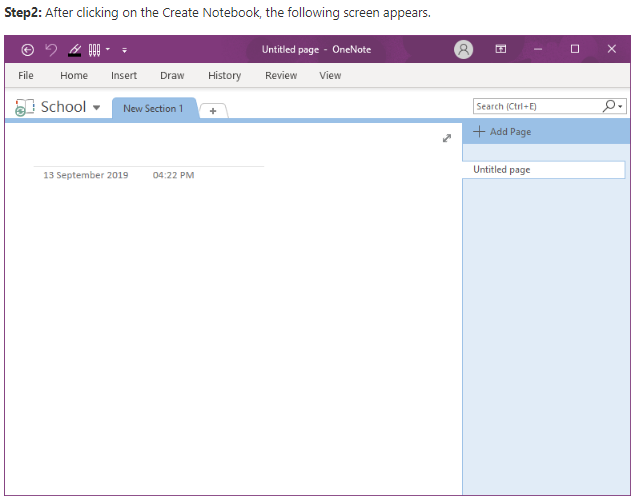 Step2: After clicking on the Create Notebook, the following screen appears.
Untitled page - OneNote
File Home Insert Draw History Review View
School New Section 1 + Search (Ctrl+E)
+ Add Page
Untitled page
13 September 2019 04:22 PM